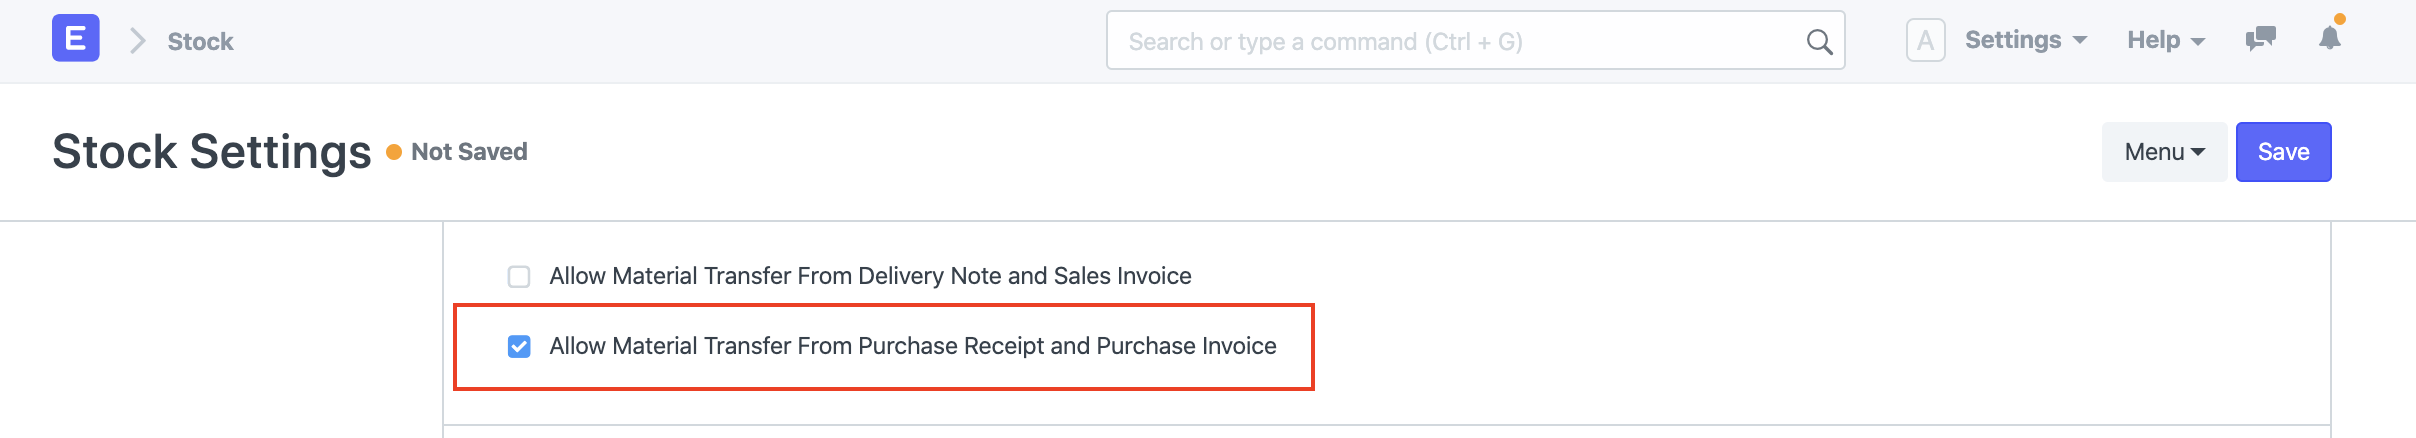 E Stock Search or type a command (Ctrl + G) A Settings Help
Stock Settings Not Saved Menu Save
Allow Material Transfer From Delivery Note and Sales Invoice
Allow Material Transfer From Purchase Receipt and Purchase Invoice